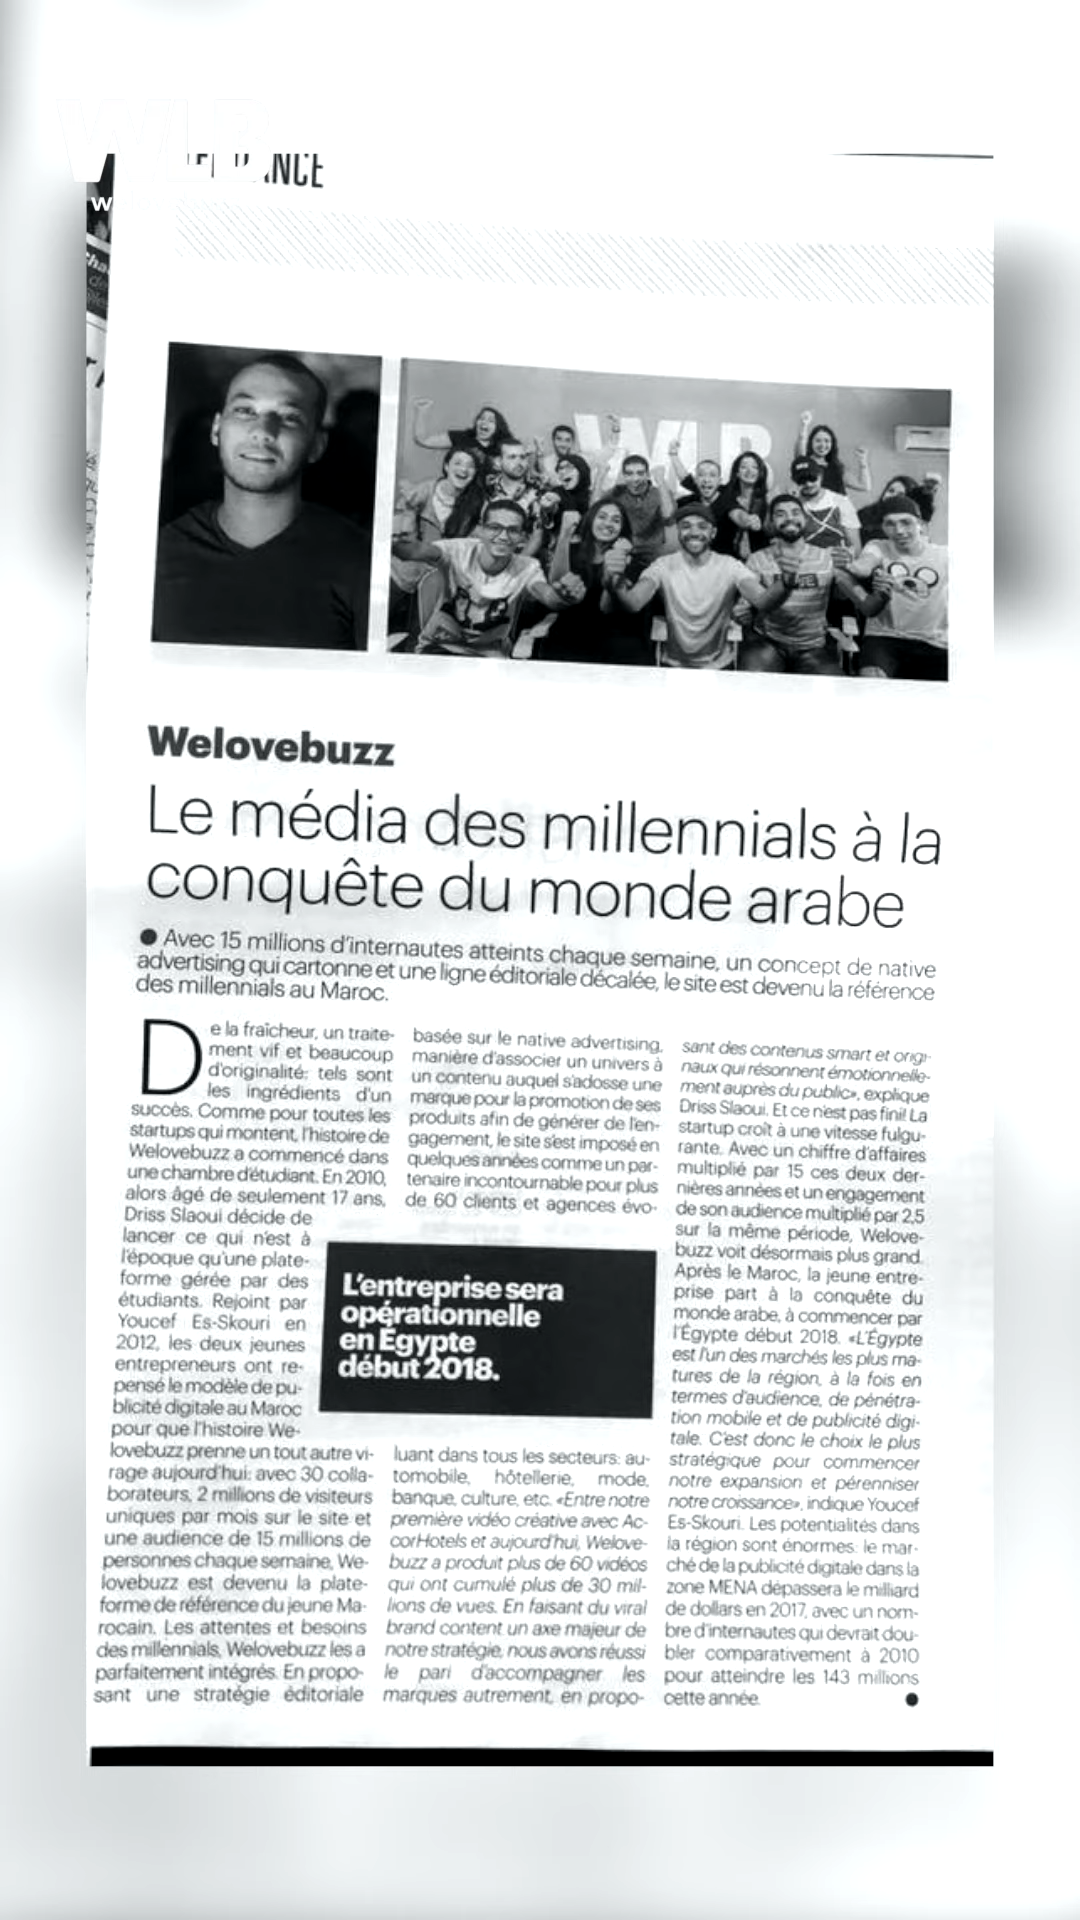 WLB
WLB
Welovebuzz
Le média des millennials à la
conquête du monde arabe
● Avec 15 millions d'internautes atteints chaque semaine, un concept de native
advertising qui cartonne et une ligne éditoriale décalée, le site est devenu la référence
des millennials au Maroc.
De la fraîcheur, un traite-
ment vif et beaucoup
d'originalité: tels sont
les ingrédients d'un
succès. Comme pour toutes les
startups qui montent, l'histoire de
Welovebuzz a commencé dans
une chambre d'étudiant. En 2010,
alors âgé de seulement 17 ans,
Driss Slaoui décide de
lancer ce qui n'est à
l'époque qu'une plate-
forme gérée par des
étudiants. Rejoint par
Youcef Es-Skouri en
2012, les deux jeunes
entrepreneurs ont re-
pensé le modèle de pu-
blicité digitale au Maroc
pour que l'histoire We-
lovebuzz prenne un tout autre vi-
rage aujourd'hui: avec 30 colla-
borateurs, 2 millions de visiteurs
uniques par mois sur le site et
une audience de 15 millions de
personnes chaque semaine, We-
lovebuzz est devenu la plate-
forme de référence du jeune Ma-
rocain. Les attentes et besoins
des millennials, Welovebuzz les a
parfaitement intégrés. En propo-
sant une stratégie éditoriale
basée sur le native advertising,
manière d'associer un univers à
un contenu auquel s'adosse une
marque pour la promotion de ses
produits afin de générer de l'en-
gagement, le site s'est imposé en
quelques années comme un par-
tenaire incontournable pour plus
de 60 clients et agences évo-
L'entreprise sera
opérationnelle
en Égypte
début 2018.
luant dans tous les secteurs: au-
tomobile, hôtellerie, mode,
banque, culture, etc. «Entre notre
première vidéo créative avec Ac-
corHotels et aujourd'hui, Welove-
buzz a produit plus de 60 vidéos
qui ont cumulé plus de 30 mil-
lions de vues. En faisant du viral
brand content un axe majeur de
notre stratégie, nous avons réussi
le pari d'accompagner les
marques autrement, en propo-
sant des contenus smart et origi-
naux qui résonnent émotionnelle-
ment auprès du public», explique
Driss Slaoui. Et ce n'est pas fini! La
startup croît à une vitesse fulgu-
rante. Avec un chiffre d'affaires
multiplié par 15 ces deux der-
nières années et un engagement
de son audience multiplié par 2,5
sur la même période, Welove-
buzz voit désormais plus grand.
Après le Maroc, la jeune entre-
prise part à la conquête du
monde arabe, à commencer par
l'Égypte début 2018. «L'Égypte
est l'un des marchés les plus ma-
tures de la région, à la fois en
termes d'audience, de pénétra-
tion mobile et de publicité digi-
tale. C'est donc le choix le plus
stratégique pour commencer
notre expansion et pérenniser
notre croissance», indique Youcef
Es-Skouri. Les potentialités dans
la région sont énormes: le mar-
ché de la publicité digitale dans la
zone MENA dépassera le milliard
de dollars en 2017, avec un nom-
bre d'internautes qui devrait dou-
bler comparativement à 2010
pour atteindre les 143 millions
cette année. ●